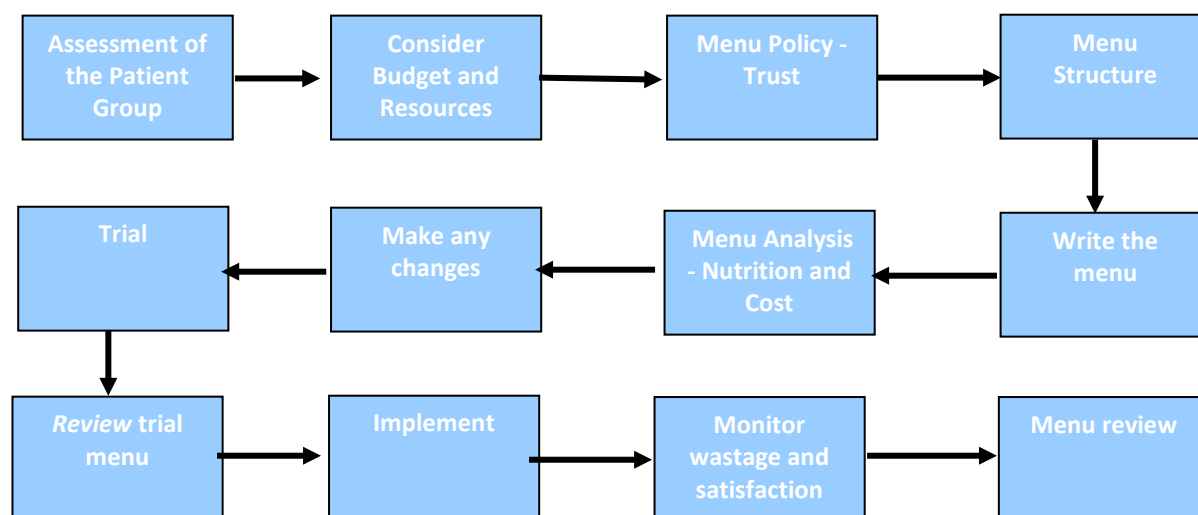 Assessment of
the Patient
Group
Consider
Budget and
Resources
Menu Policy -
Trust
Menu
Structure
Trial
Make any
changes
Menu Analysis
- Nutrition and
Cost
Write the
menu
Review trial
menu
Implement
Monitor
wastage and
satisfaction
Menu review